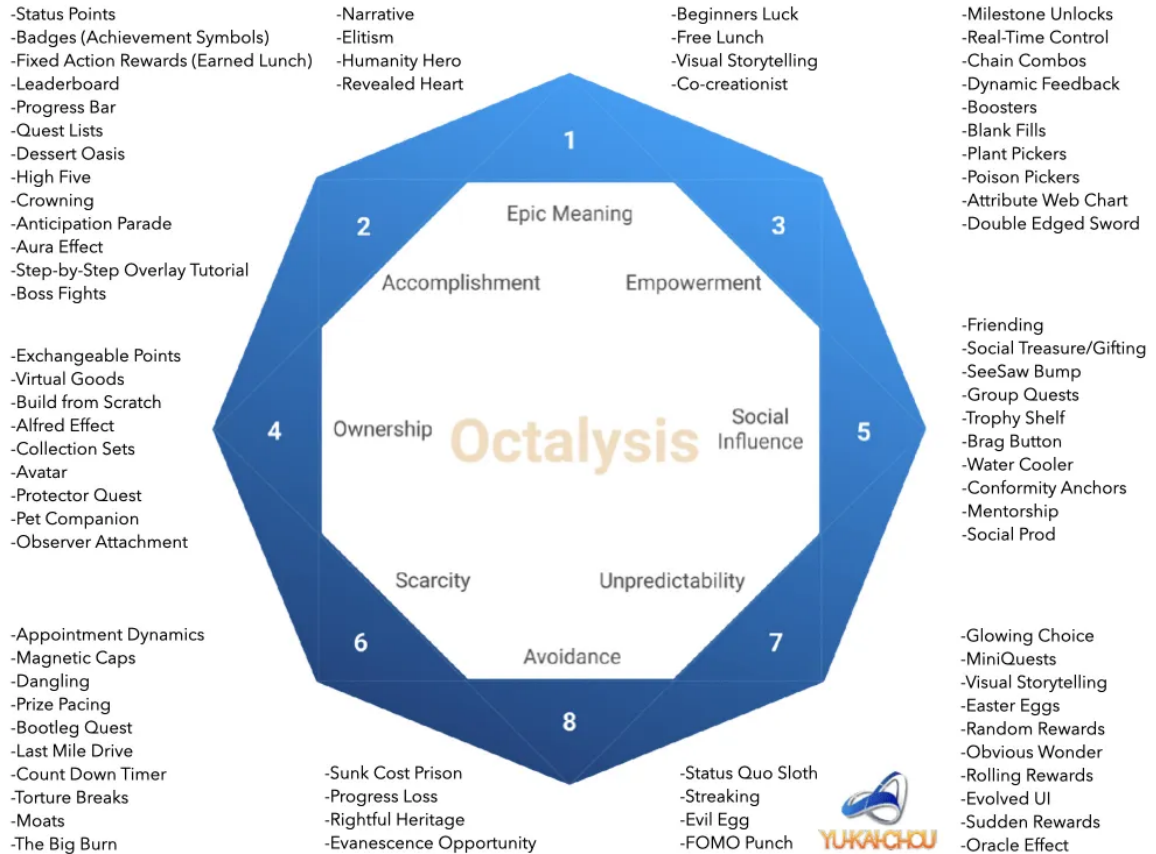 -Status Points
-Badges (Achievement Symbols)
-Fixed Action Rewards (Earned Lunch)
-Leaderboard
-Progress Bar
-Quest Lists
-Dessert Oasis
-High Five
-Crowning
-Anticipation Parade
-Aura Effect
-Step-by-Step Overlay Tutorial
-Boss Fights
-Narrative
-Elitism
-Humanity Hero
-Revealed Heart
-Beginners Luck
-Free Lunch
-Visual Storytelling
-Co-creationist
-Milestone Unlocks
-Real-Time Control
-Chain Combos
-Dynamic Feedback
-Boosters
-Blank Fills
-Plant Pickers
-Poison Pickers
-Attribute Web Chart
-Double Edged Sword
1
Epic Meaning
2
Accomplishment
3
Empowerment
4
Ownership
Octalysis
Social
Influence
5
6
Scarcity
Unpredictability
7
Avoidance
8
-Exchangeable Points
-Virtual Goods
-Build from Scratch
-Alfred Effect
-Collection Sets
-Avatar
-Protector Quest
-Pet Companion
-Observer Attachment
-Friending
-Social Treasure/Gifting
-SeeSaw Bump
-Group Quests
-Trophy Shelf
-Brag Button
-Water Cooler
-Conformity Anchors
-Mentorship
-Social Prod
-Appointment Dynamics
-Magnetic Caps
-Dangling
-Prize Pacing
-Bootleg Quest
-Last Mile Drive
-Count Down Timer
-Torture Breaks
-Moats
-The Big Burn
-Sunk Cost Prison
-Progress Loss
-Rightful Heritage
-Evanescence Opportunity
-Status Quo Sloth
-Streaking
-Evil Egg
-FOMO Punch
YU-KAI-CHOU
-Glowing Choice
-MiniQuests
-Visual Storytelling
-Easter Eggs
-Random Rewards
-Obvious Wonder
-Rolling Rewards
-Evolved UI
-Sudden Rewards
-Oracle Effect